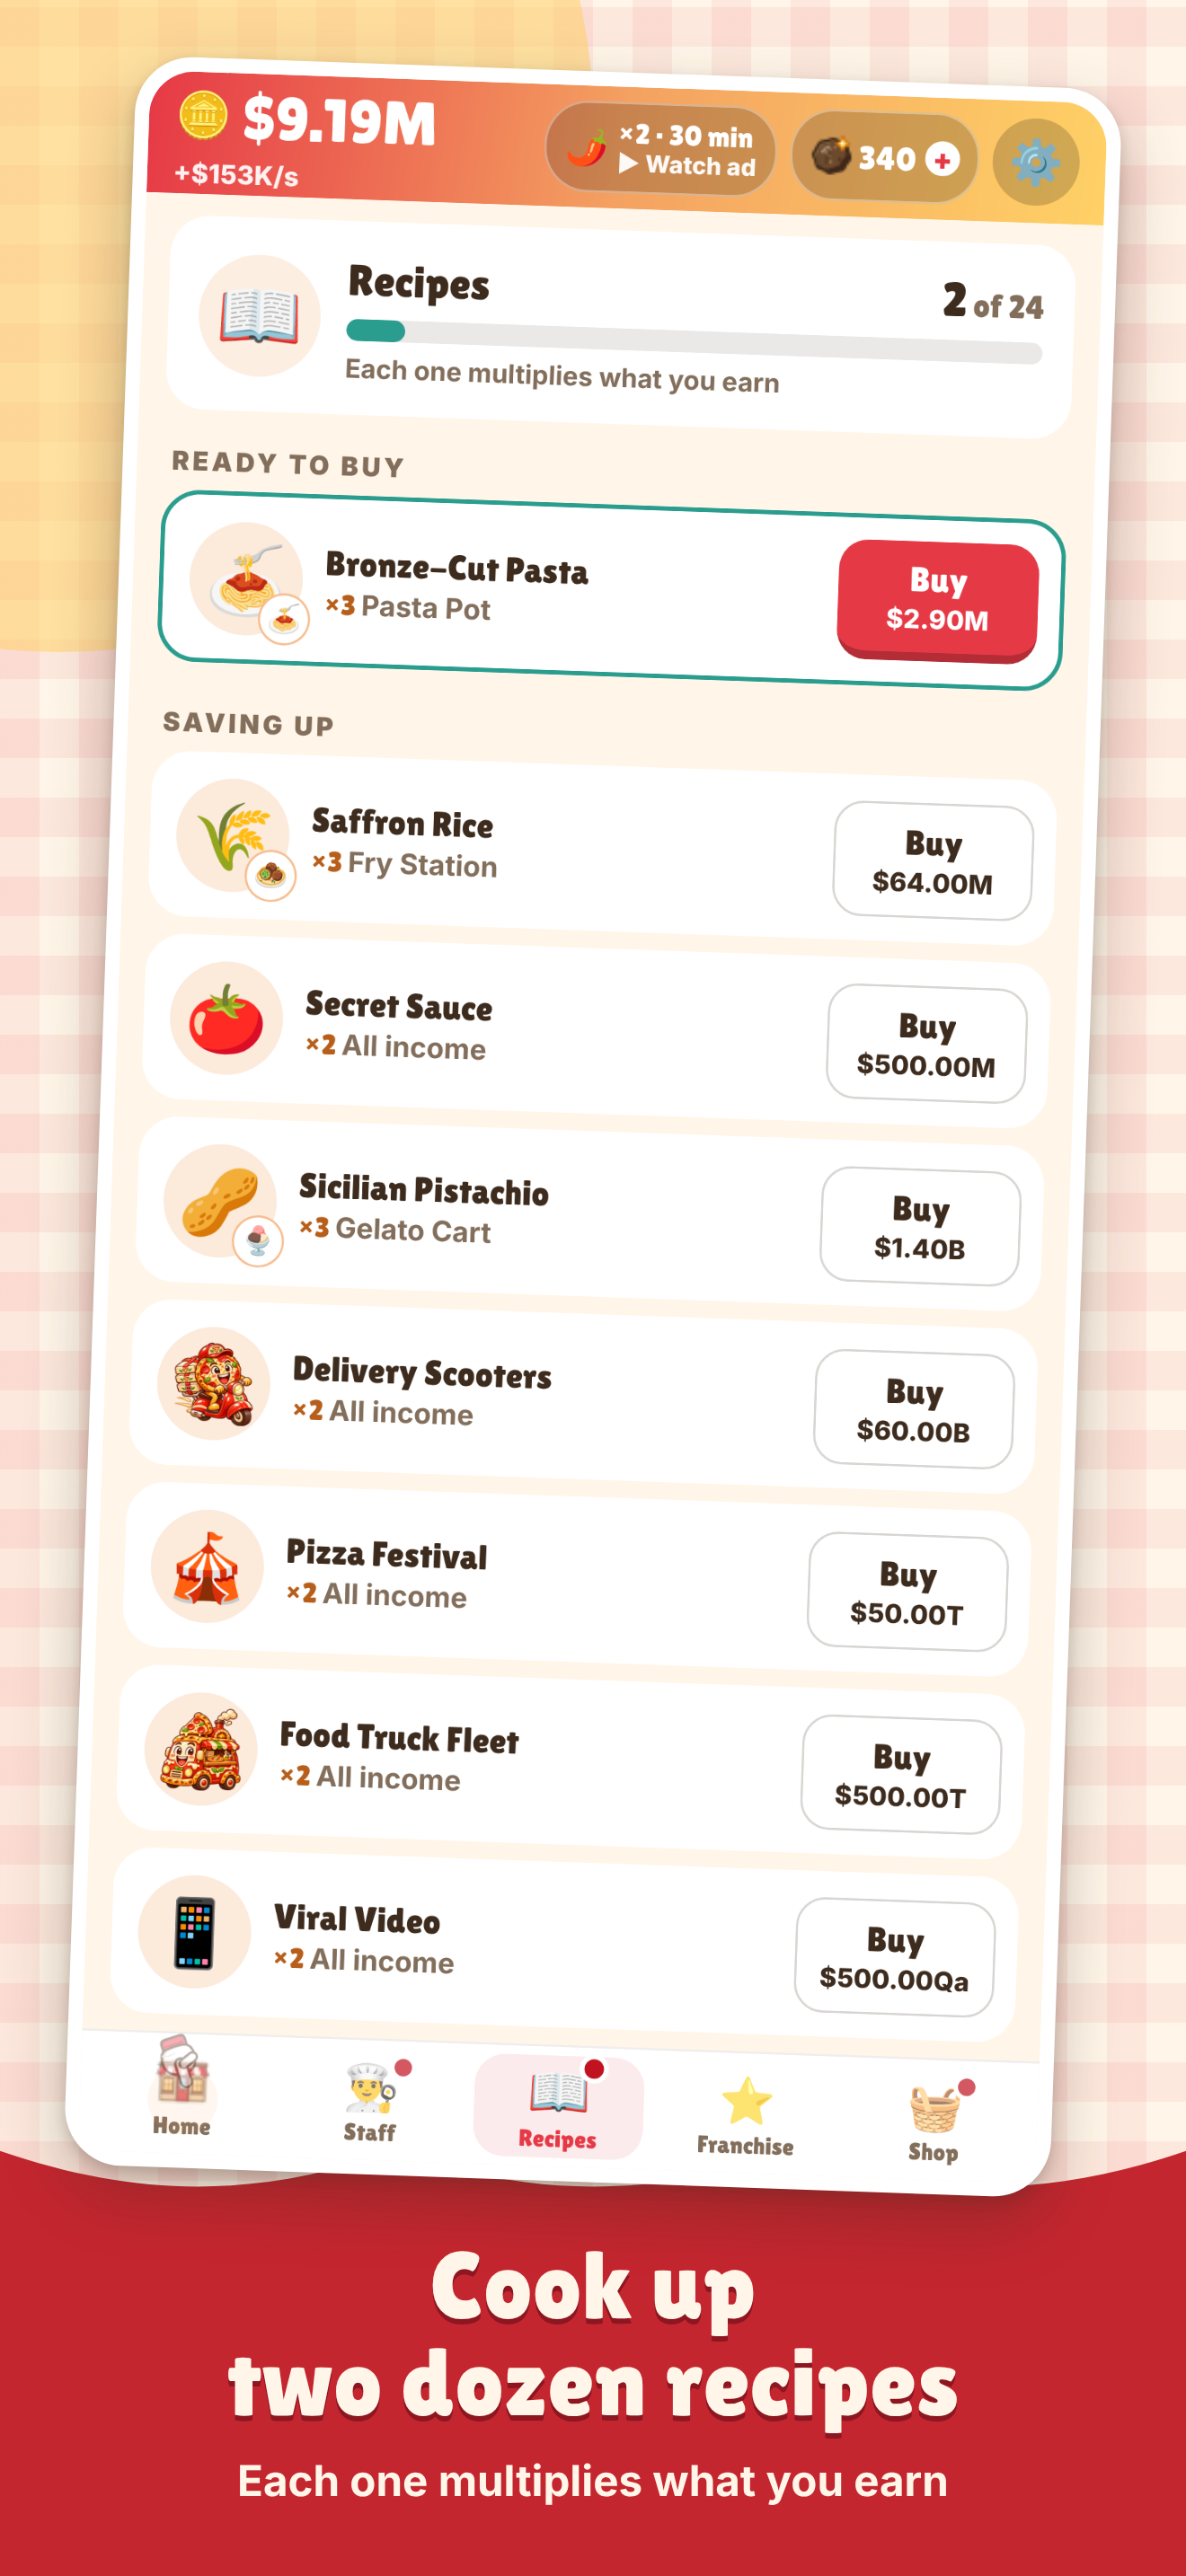 $9.19M
+$153K/s
×2 · 30 min
▶ Watch ad
340 +
Recipes
2 of 24
Each one multiplies what you earn
READY TO BUY
Bronze-Cut Pasta
×3 Pasta Pot
Buy
$2.90M
SAVING UP
Saffron Rice
×3 Fry Station
Buy
$64.00M
Secret Sauce
×2 All income
Buy
$500.00M
Sicilian Pistachio
×3 Gelato Cart
Buy
$1.40B
Delivery Scooters
×2 All income
Buy
$60.00B
Pizza Festival
×2 All income
Buy
$50.00T
Food Truck Fleet
×2 All income
Buy
$500.00T
Viral Video
×2 All income
Buy
$500.00Qa
Home
Staff
Recipes
Franchise
Shop
Cook up
two dozen recipes
Each one multiplies what you earn